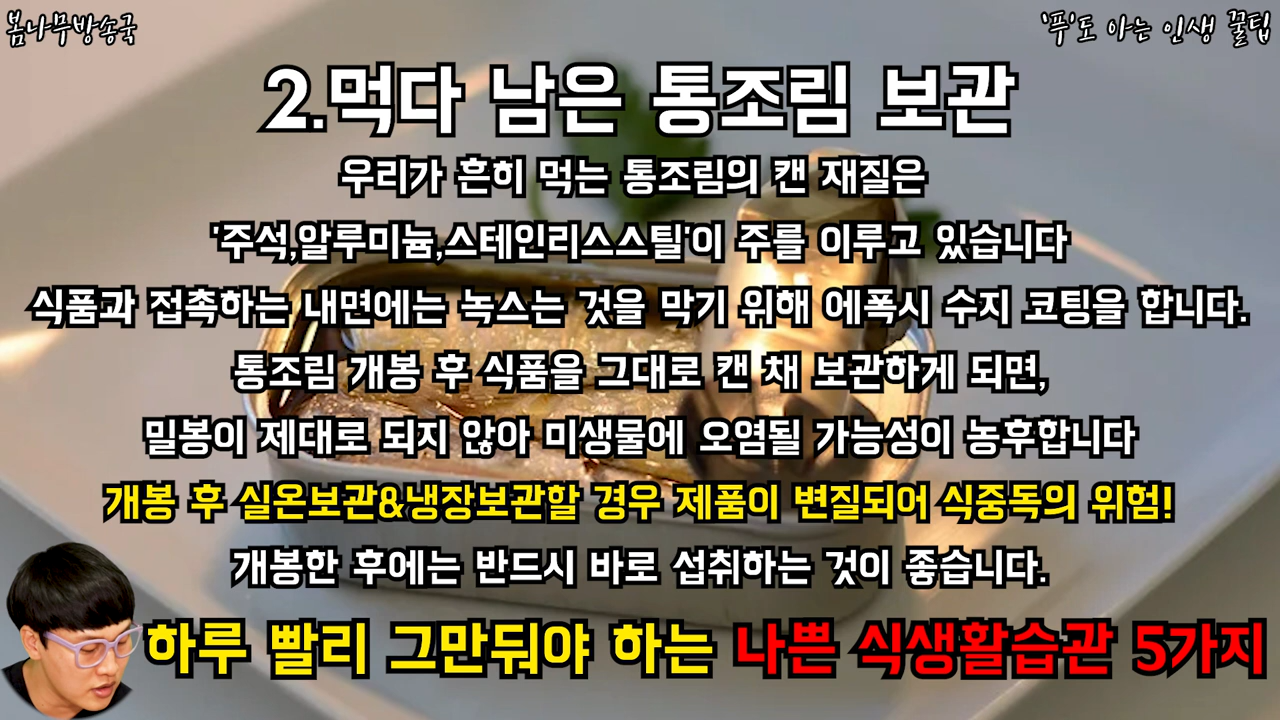 봄나무방송국
'푸'도 아는 인생 꿀팁
2.먹다 남은 통조림 보관
우리가 흔히 먹는 통조림의 캔 재질은
'주석,알루미늄,스테인리스스틸'이 주를 이루고 있습니다
식품과 접촉하는 내면에는 녹스는 것을 막기 위해 에폭시 수지 코팅을 합니다.
통조림 개봉 후 식품을 그대로 캔 채 보관하게 되면,
밀봉이 제대로 되지 않아 미생물에 오염될 가능성이 농후합니다
개봉 후 실온보관&냉장보관할 경우 제품이 변질되어 식중독의 위험!
개봉한 후에는 반드시 바로 섭취하는 것이 좋습니다.
하루 빨리 그만둬야 하는 나쁜 식생활습관 5가지